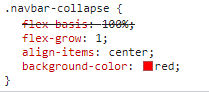 .navbar-collapse {
flex-basis: 100%;
flex-grow: 1;
align-items: center;
background-color: red;
}